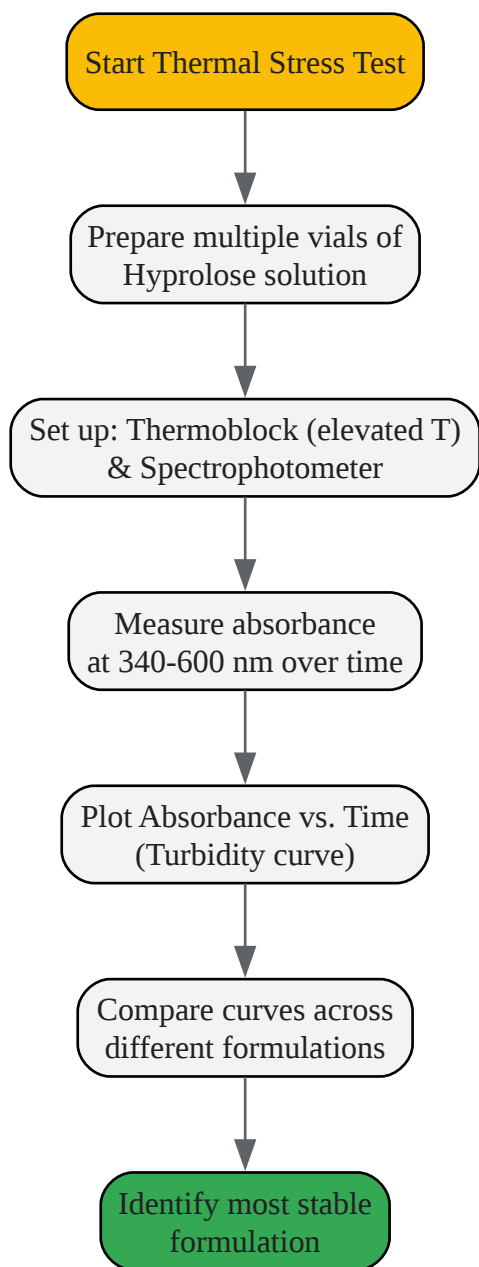 Start Thermal Stress Test
Prepare multiple vials of
Hyprolose solution
Set up: Thermoblock (elevated T)
& Spectrophotometer
Measure absorbance
at 340-600 nm over time
Plot Absorbance vs. Time
(Turbidity curve)
Compare curves across
different formulations
Identify most stable
formulation